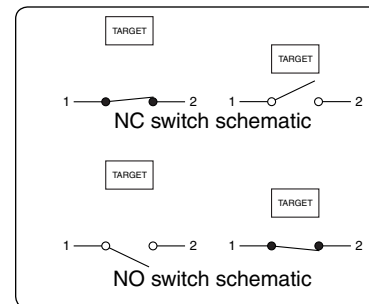 TARGET
TARGET
1 2 1 2
NC switch schematic
TARGET
TARGET
1 2 1 2
NO switch schematic